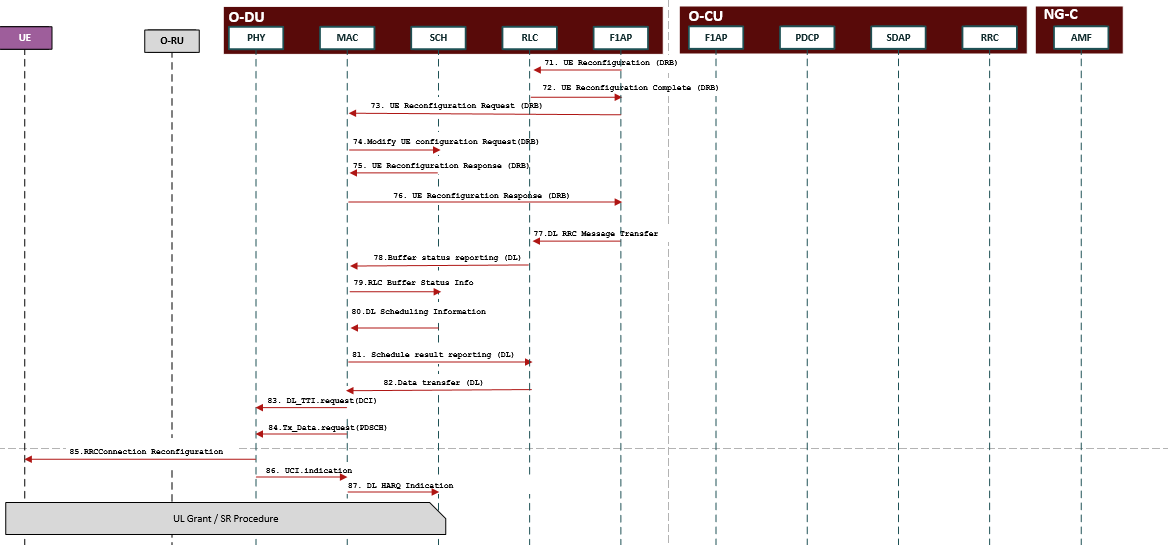 O-DU
O-CU
NG-C
UE
O-RU
PHY
MAC
SCH
RLC
F1AP
F1AP
PDCP
SDAP
RRC
AMF
71. UE Reconfiguration (DRB)
72. UE Reconfiguration Complete (DRB)
73. UE Reconfiguration Request (DRB)
74.Modify UE configuration Request(DRB)
75. UE Reconfiguration Response (DRB)
76. UE Reconfiguration Response (DRB)
77.DL RRC Message Transfer
78.Buffer status reporting (DL)
79.RLC Buffer Status Info
80.DL Scheduling Information
81. Schedule result reporting (DL)
82.Data transfer (DL)
83. DL_TTI.request(DCI)
84.Tx_Data.request(PDSCH)
85.RRCConnection Reconfiguration
86. UCI.indication
87. DL HARQ Indication
UL Grant / SR Procedure